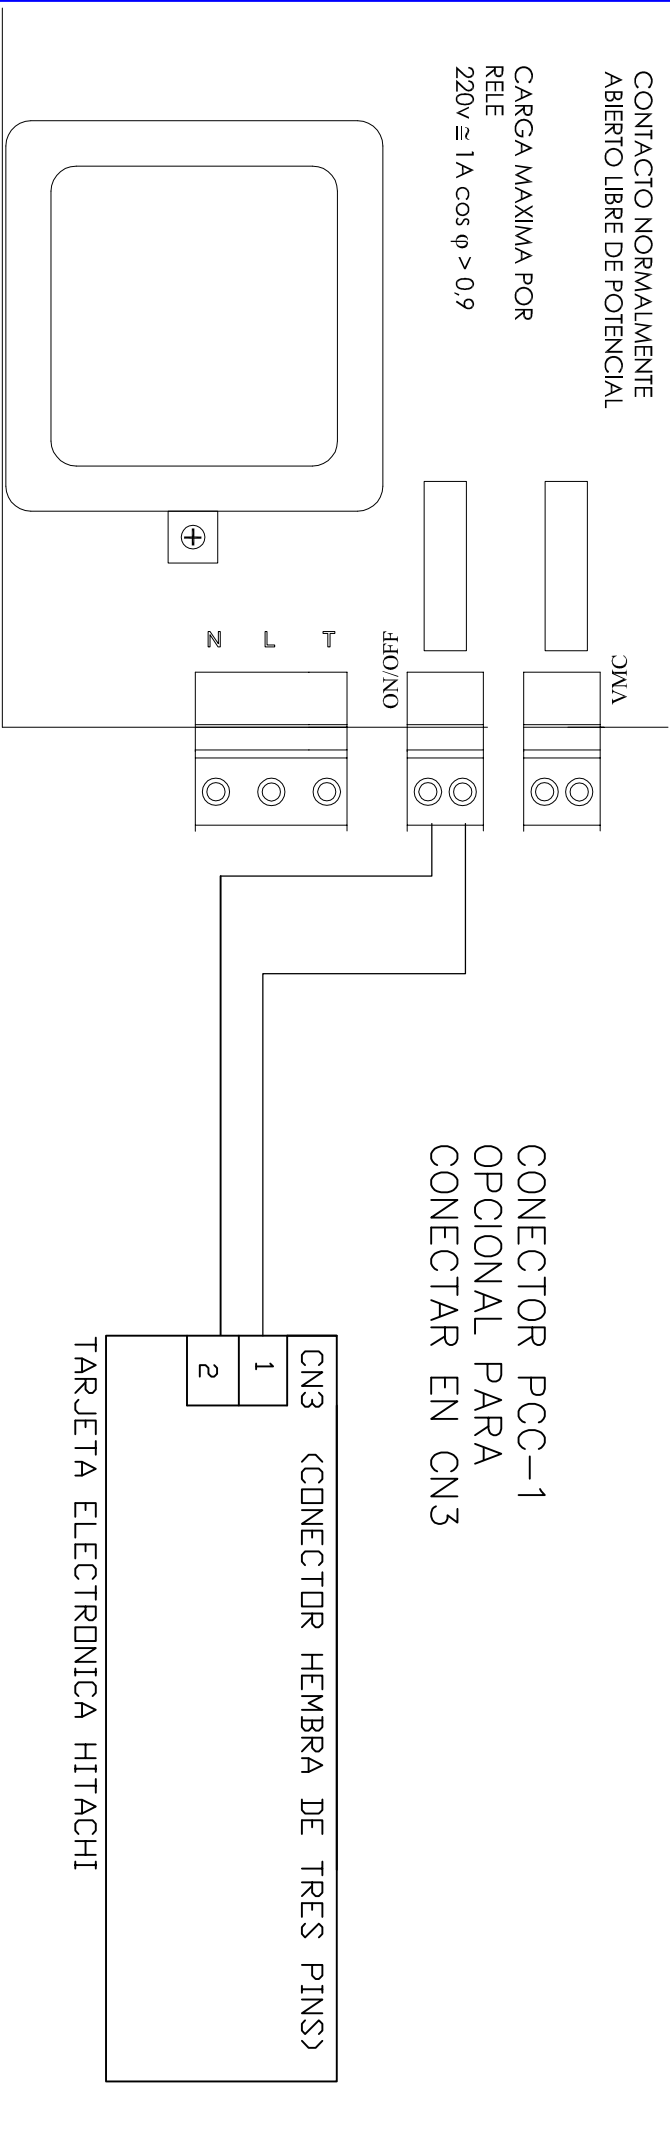 CONTACTO NORMALMENTE
ABIERTO LIBRE DE POTENCIAL
CARGA MAXIMA POR
RELE
220v ≅ 1A cos φ > 0,9
VMC
ON/OFF
T
L
N
CONECTOR PCC-1
OPCIONAL PARA
CONECTAR EN CN3
CN3 (CONECTOR HEMBRA DE TRES PINS)
1
2
TARJETA ELECTRONICA HITACHI